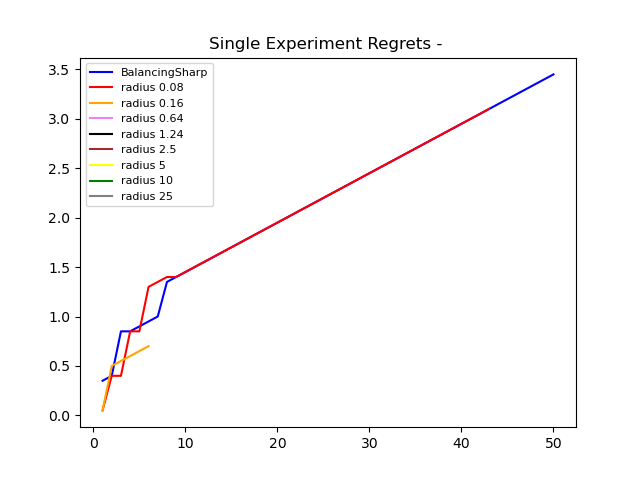 Single Experiment Regrets -
BalancingSharp
radius 0.08
radius 0.16
radius 0.64
radius 1.24
radius 2.5
radius 5
radius 10
radius 25
3.5
3.0
2.5
2.0
1.5
1.0
0.5
0.0
0 10 20 30 40 50